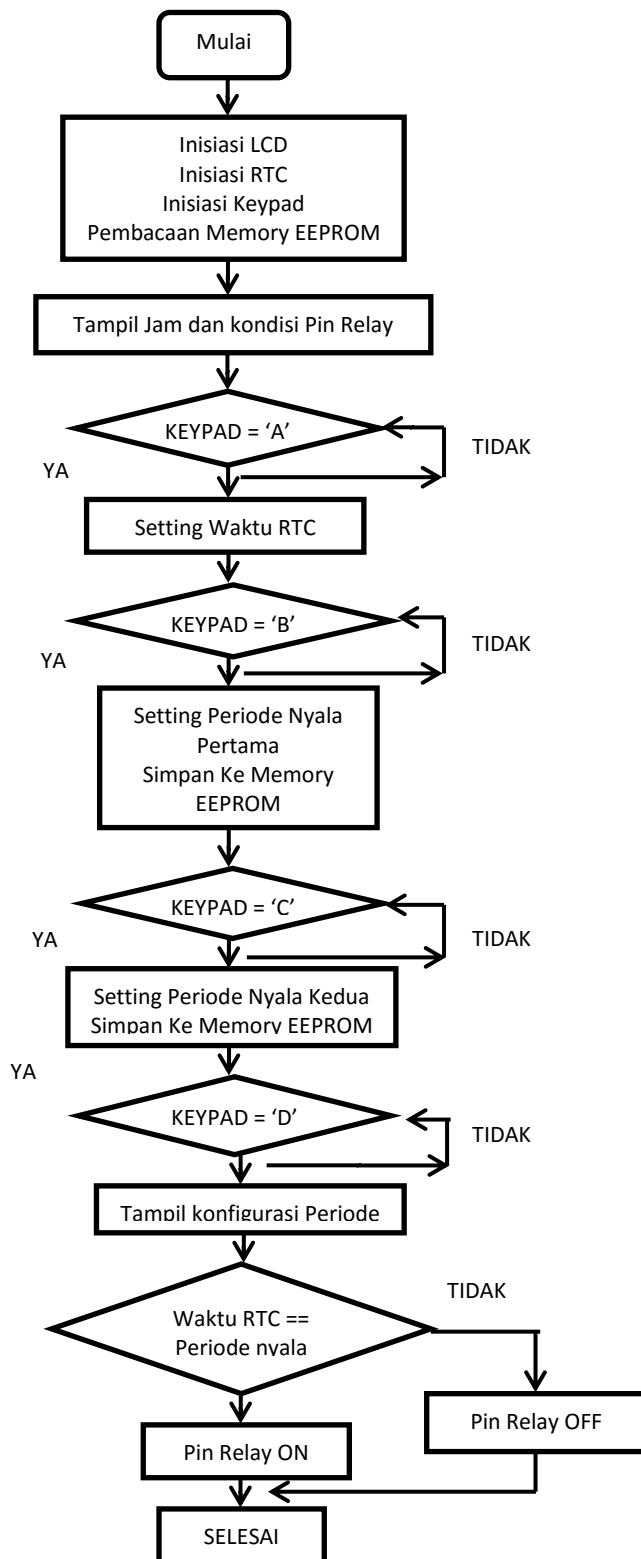 Mulai
Inisiasi LCD
Inisiasi RTC
Inisiasi Keypad
Pembacaan Memory EEPROM
Tampil Jam dan kondisi Pin Relay
KEYPAD = ‘A’
TIDAK
YA
Setting Waktu RTC
KEYPAD = ‘B’
TIDAK
YA
Setting Periode Nyala
Pertama
Simpan Ke Memory
EEPROM
KEYPAD = ‘C’
TIDAK
YA
Setting Periode Nyala Kedua
Simpan Ke Memory EEPROM
YA
KEYPAD = ‘D’
TIDAK
Tampil konfigurasi Periode
TIDAK
Waktu RTC ==
Periode nyala
Pin Relay OFF
Pin Relay ON
SELESAI